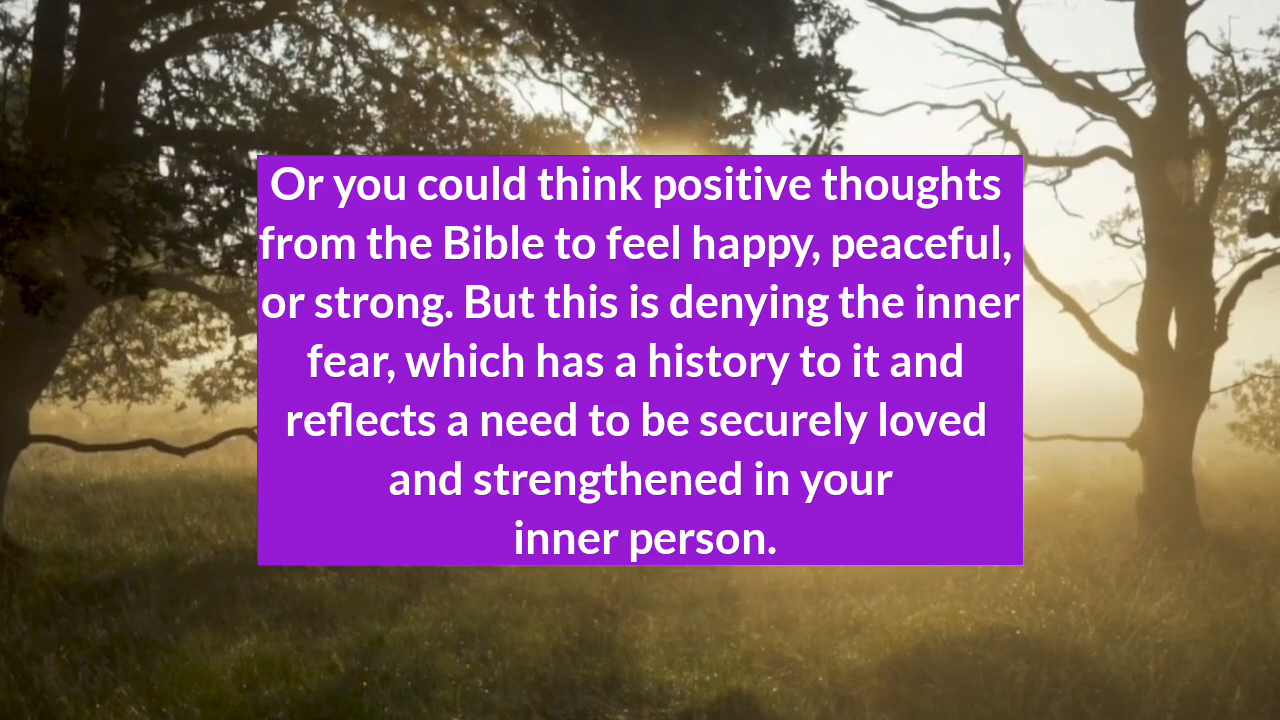 Or you could think positive thoughts
from the Bible to feel happy, peaceful,
or strong. But this is denying the inner
fear, which has a history to it and
reflects a need to be securely loved
and strengthened in your
inner person.